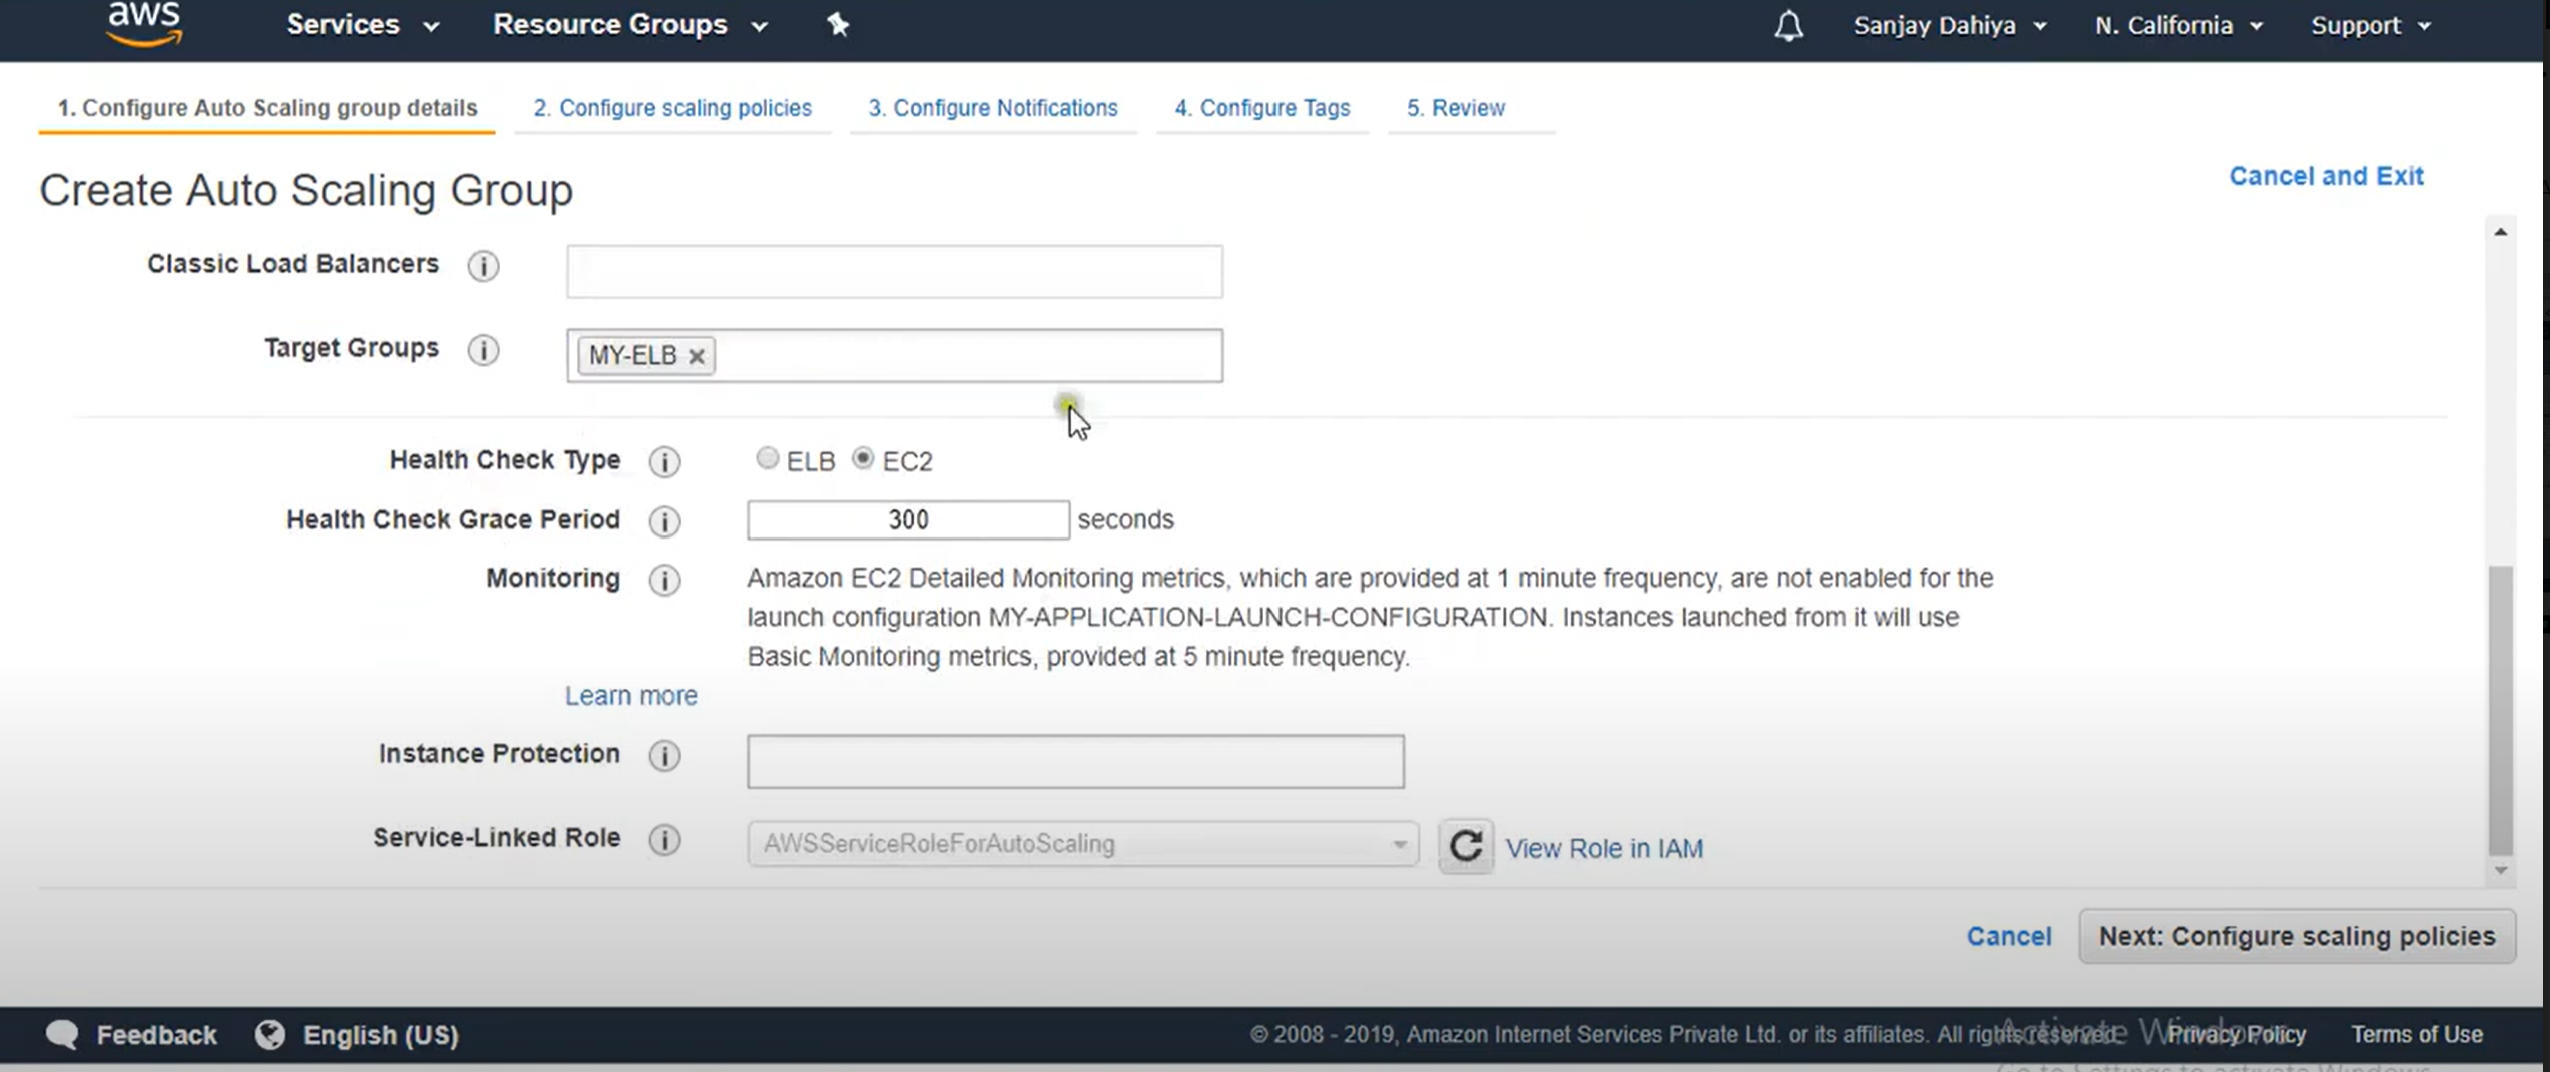 aws Services Resource Groups Sanjay Dahiya N. California Support
1. Configure Auto Scaling group details 2. Configure scaling policies 3. Configure Notifications 4. Configure Tags 5. Review
Create Auto Scaling Group
Cancel and Exit
Classic Load Balancers
Target Groups MY-ELB
Health Check Type ELB EC2
Health Check Grace Period 300 seconds
Monitoring Amazon EC2 Detailed Monitoring metrics, which are provided at 1 minute frequency, are not enabled for the
launch configuration MY-APPLICATION-LAUNCH-CONFIGURATION. Instances launched from it will use
Basic Monitoring metrics, provided at 5 minute frequency.
Learn more
Instance Protection
Service-Linked Role AWSServiceRoleForAutoScaling View Role in IAM
Cancel Next: Configure scaling policies
Feedback English (US) © 2008 - 2019, Amazon Internet Services Private Ltd. or its affiliates. All rights reserved. Privacy Policy Terms of Use
Activate Windows
Go to Settings to activate Windows.